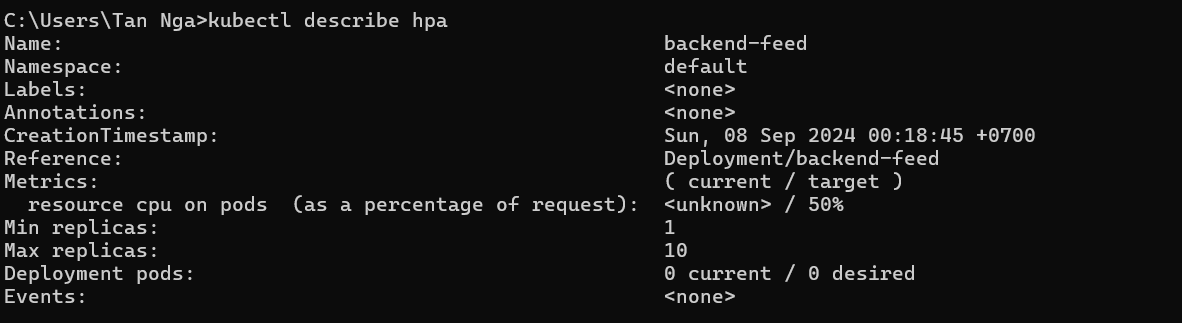 C:\Users\Tan Nga>kubectl describe hpa
Name: backend-feed
Namespace: default
Labels: <none>
Annotations: <none>
CreationTimestamp: Sun, 08 Sep 2024 00:18:45 +0700
Reference: Deployment/backend-feed
Metrics: ( current / target )
  resource cpu on pods  (as a percentage of request): <unknown> / 50%
Min replicas: 1
Max replicas: 10
Deployment pods: 0 current / 0 desired
Events: <none>